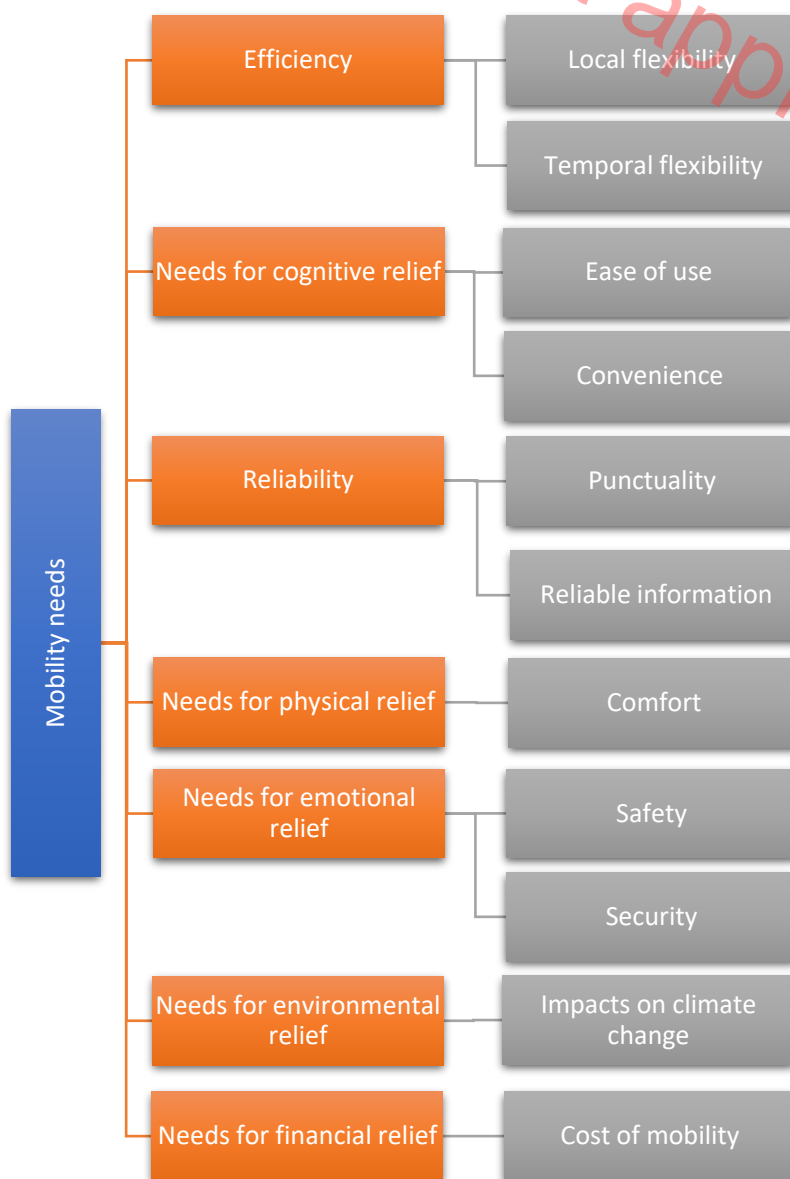 Efficiency
Local flexibility
Temporal flexibility
Needs for cognitive relief
Ease of use
Convenience
Reliability
Punctuality
Reliable information
Mobility needs
Needs for physical relief
Comfort
Needs for emotional
relief
Safety
Security
Needs for environmental
relief
Impacts on climate
change
Needs for financial relief
Cost of mobility